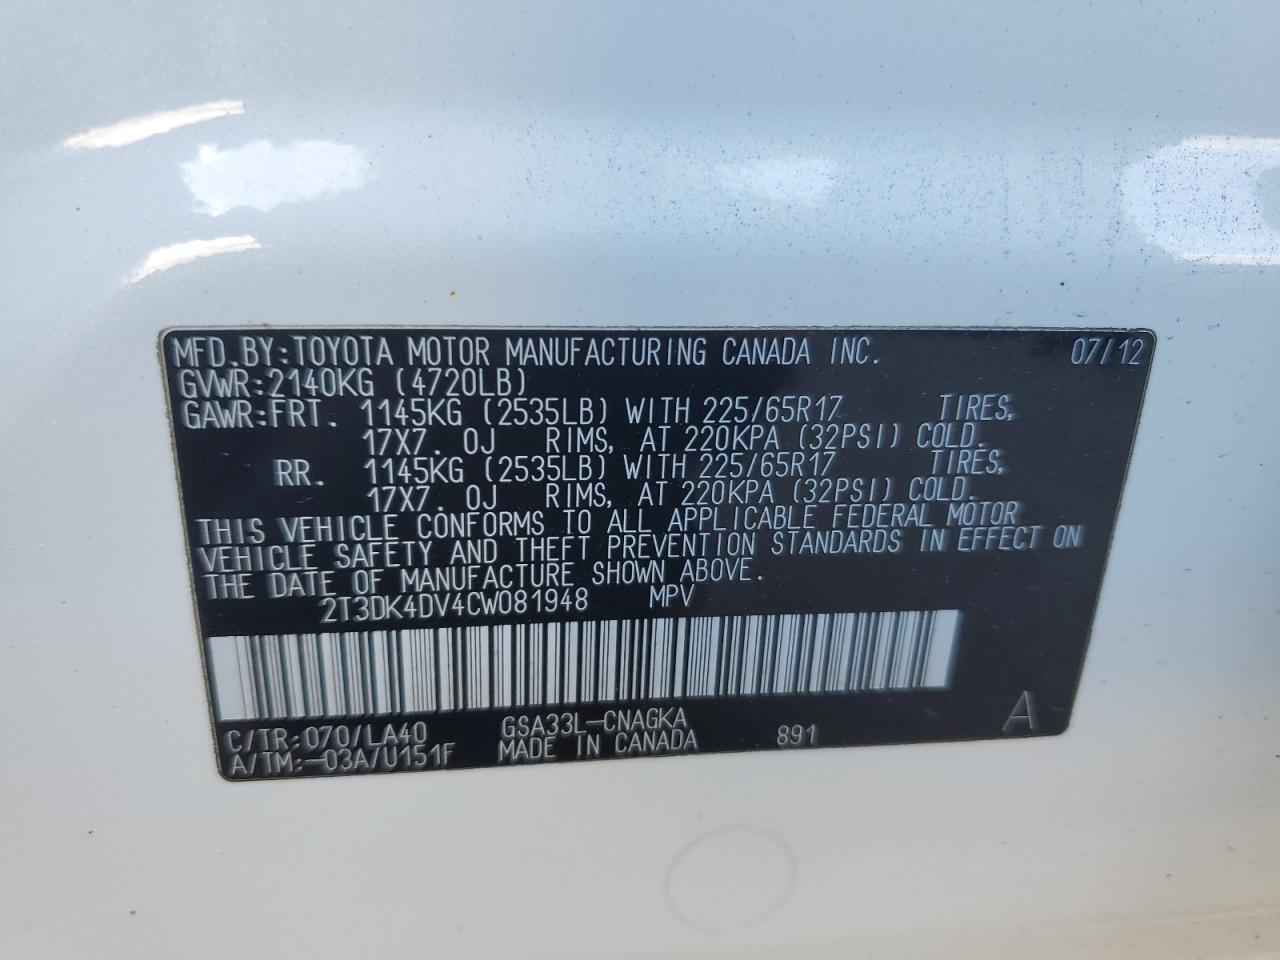 MFD.BY:TOYOTA MOTOR MANUFACTURING CANADA INC. 07/12
GVWR:2140KG (4720LB)
GAWR:FRT. 1145KG (2535LB) WITH 225/65R17 TIRES,
17X7.0J RIMS, AT 220KPA (32PSI) COLD.
RR. 1145KG (2535LB) WITH 225/65R17 TIRES,
17X7.0J RIMS, AT 220KPA (32PSI) COLD.
THIS VEHICLE CONFORMS TO ALL APPLICABLE FEDERAL MOTOR
VEHICLE SAFETY AND THEFT PREVENTION STANDARDS IN EFFECT ON
THE DATE OF MANUFACTURE SHOWN ABOVE.
2T3DK4DV4CW081948 MPV
C/TR:070/LA40 GSA33L-CNAGKA
A/TM:-03A/U151F MADE IN CANADA 891 A